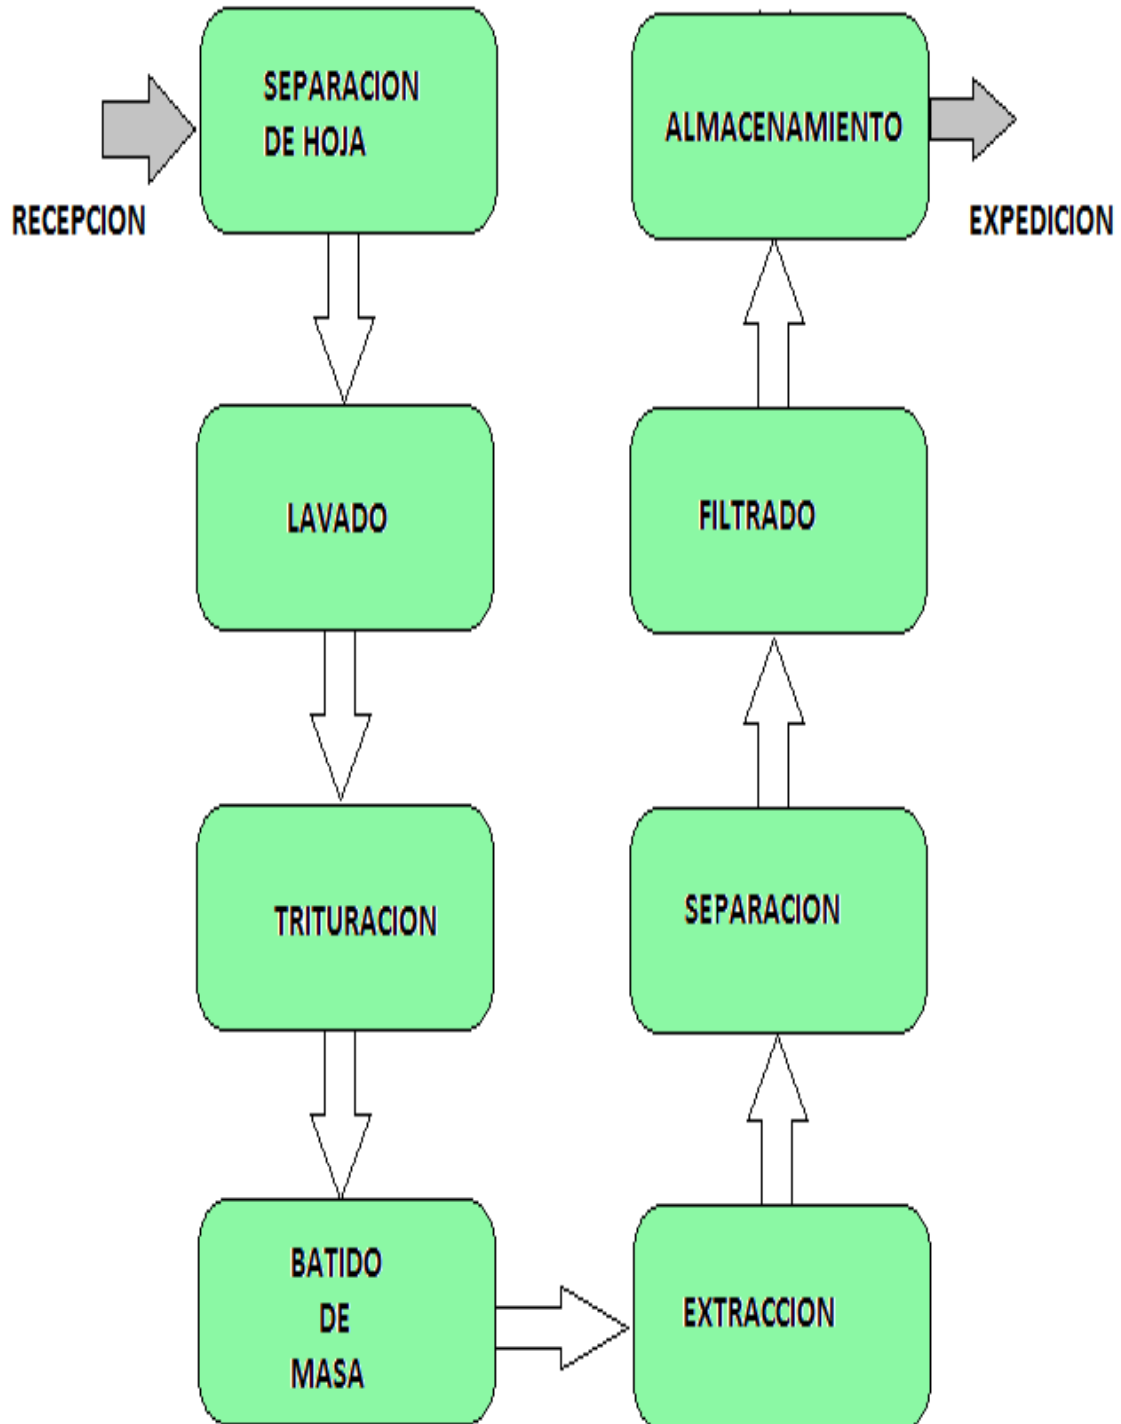 RECEPCION
SEPARACION
DE HOJA
LAVADO
TRITURACION
BATIDO
DE
MASA
EXTRACCION
SEPARACION
FILTRADO
ALMACENAMIENTO
EXPEDICION